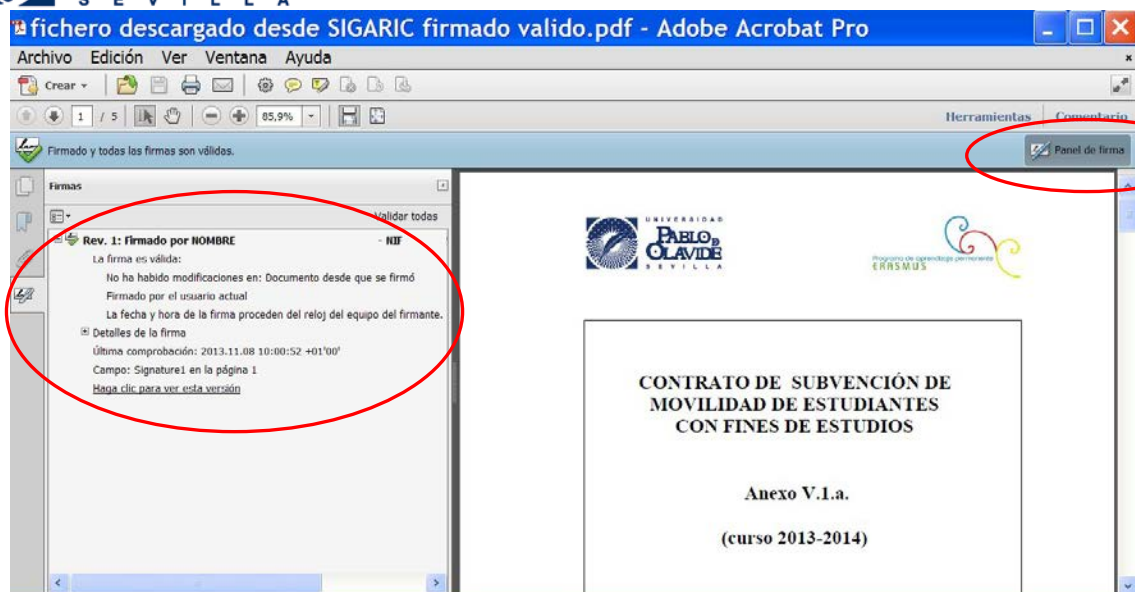 S E V I L L A
fichero descargado desde SIGARIC firmado valido.pdf - Adobe Acrobat Pro
Archivo Edición Ver Ventana Ayuda
Crear
1 / 5 85,9% Herramientas Comentario
Firmado y todas las firmas son válidas. Panel de firma
Firmas
Validar todas
Rev. 1: Firmado por NOMBRE - NIF
La firma es válida:
No ha habido modificaciones en: Documento desde que se firmó
Firmado por el usuario actual
La fecha y hora de la firma proceden del reloj del equipo del firmante.
Detalles de la firma
Última comprobación: 2013.11.08 10:00:52 +01'00'
Campo: Signature1 en la página 1
Haga clic para ver esta versión
UNIVERSIDAD
PABLO DE
OLAVIDE
SEVILLA
Programa de aprendizaje permanente
ERASMUS
CONTRATO DE SUBVENCIÓN DE
MOVILIDAD DE ESTUDIANTES
CON FINES DE ESTUDIOS
Anexo V.1.a.
(curso 2013-2014)